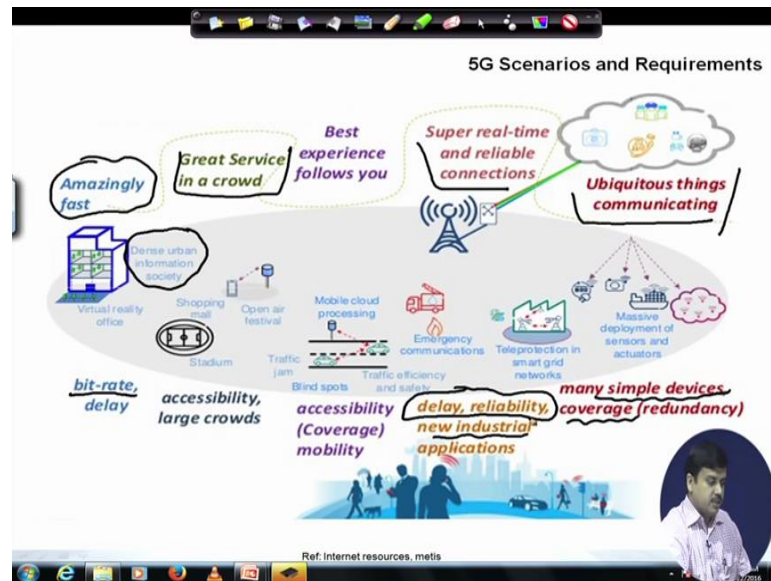 5G Scenarios and Requirements
Amazingly
fast
Great Service
in a crowd
Best
experience
follows you
Super real-time
and reliable
connections
Ubiquitous things
communicating
Dense urban
information
society
Virtual reality
office
Shopping
mall
Open air
festival
Stadium
Mobile cloud
processing
Traffic
jam
Blind spots
Emergency
communications
Traffic efficiency
and safety
Teleprotection in
smart grid
networks
Massive
deployment of
sensors and
actuators
bit-rate,
delay
accessibility,
large crowds
accessibility
(Coverage)
mobility
delay, reliability,
new industrial
applications
many simple devices,
coverage (redundancy)
Ref: Internet resources, metis